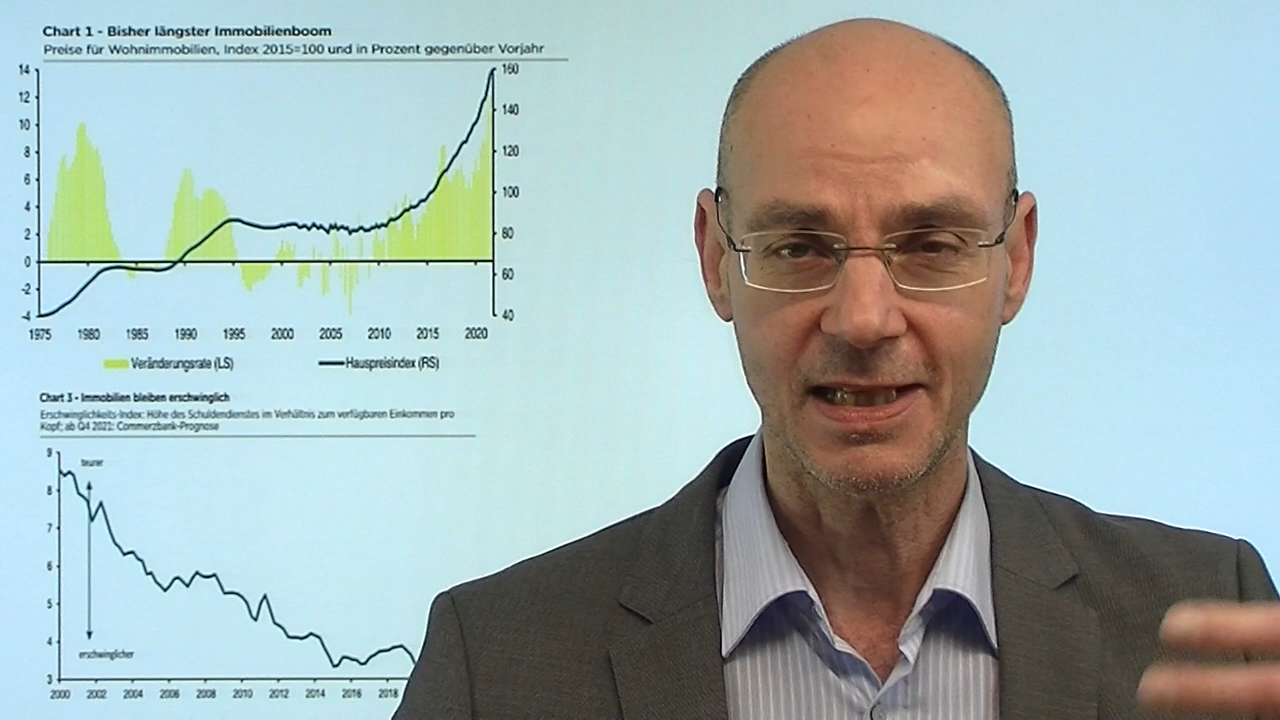 Chart 1 - Bisher längster Immobilienboom
Preise für Wohnimmobilien, Index 2015=100 und in Prozent gegenüber Vorjahr
14 160
12 140
10 120
8 100
6 80
4 60
2 40
0
-2
-4
1975 1980 1985 1990 1995 2000 2005 2010 2015 2020
Veränderungsrate (LS) Hauspreisindex (RS)
Chart 3 - Immobilien bleiben erschwinglich
Erschwinglichkeits-Index: Höhe des Schuldendienstes im Verhältnis zum verfügbaren Einkommen pro
Kopf; ab Q4 2021: Commerzbank-Prognose
9
teurer
8
7
6
5
4
erschwinglicher
3
2000 2002 2004 2006 2008 2010 2012 2014 2016 2018